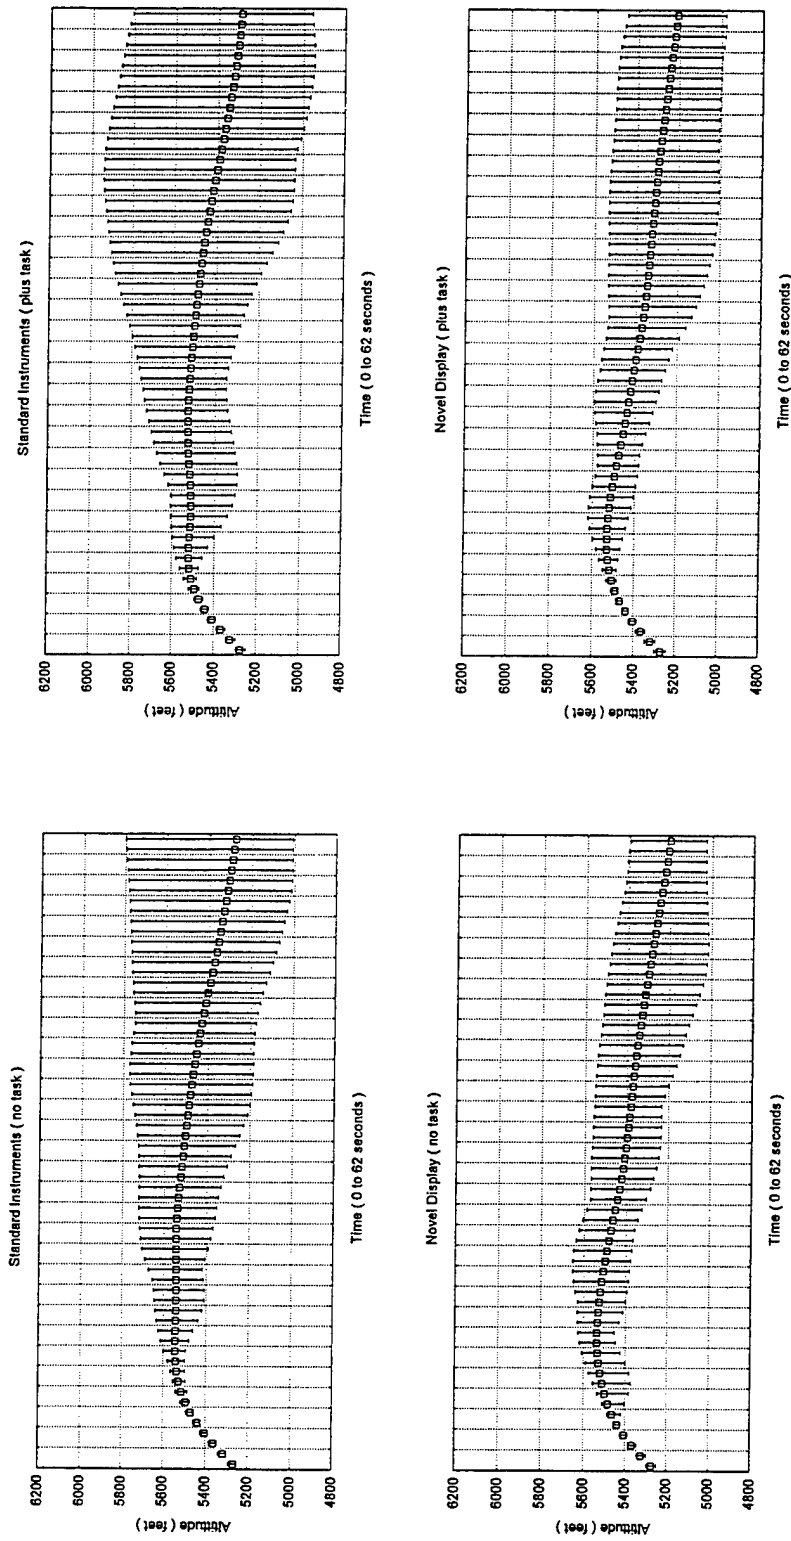 Standard Instruments ( no task )
6200
6000
5800
5600
5400
5200
5000
4800
Altitude ( feet )
Time ( 0 to 62 seconds )
Standard Instruments ( plus task )
6200
6000
5800
5600
5400
5200
5000
4800
Altitude ( feet )
Time ( 0 to 62 seconds )
Novel Display ( no task )
6200
6000
5800
5600
5400
5200
5000
4800
Altitude ( feet )
Time ( 0 to 62 seconds )
Novel Display ( plus task )
6200
6000
5800
5600
5400
5200
5000
4800
Altitude ( feet )
Time ( 0 to 62 seconds )